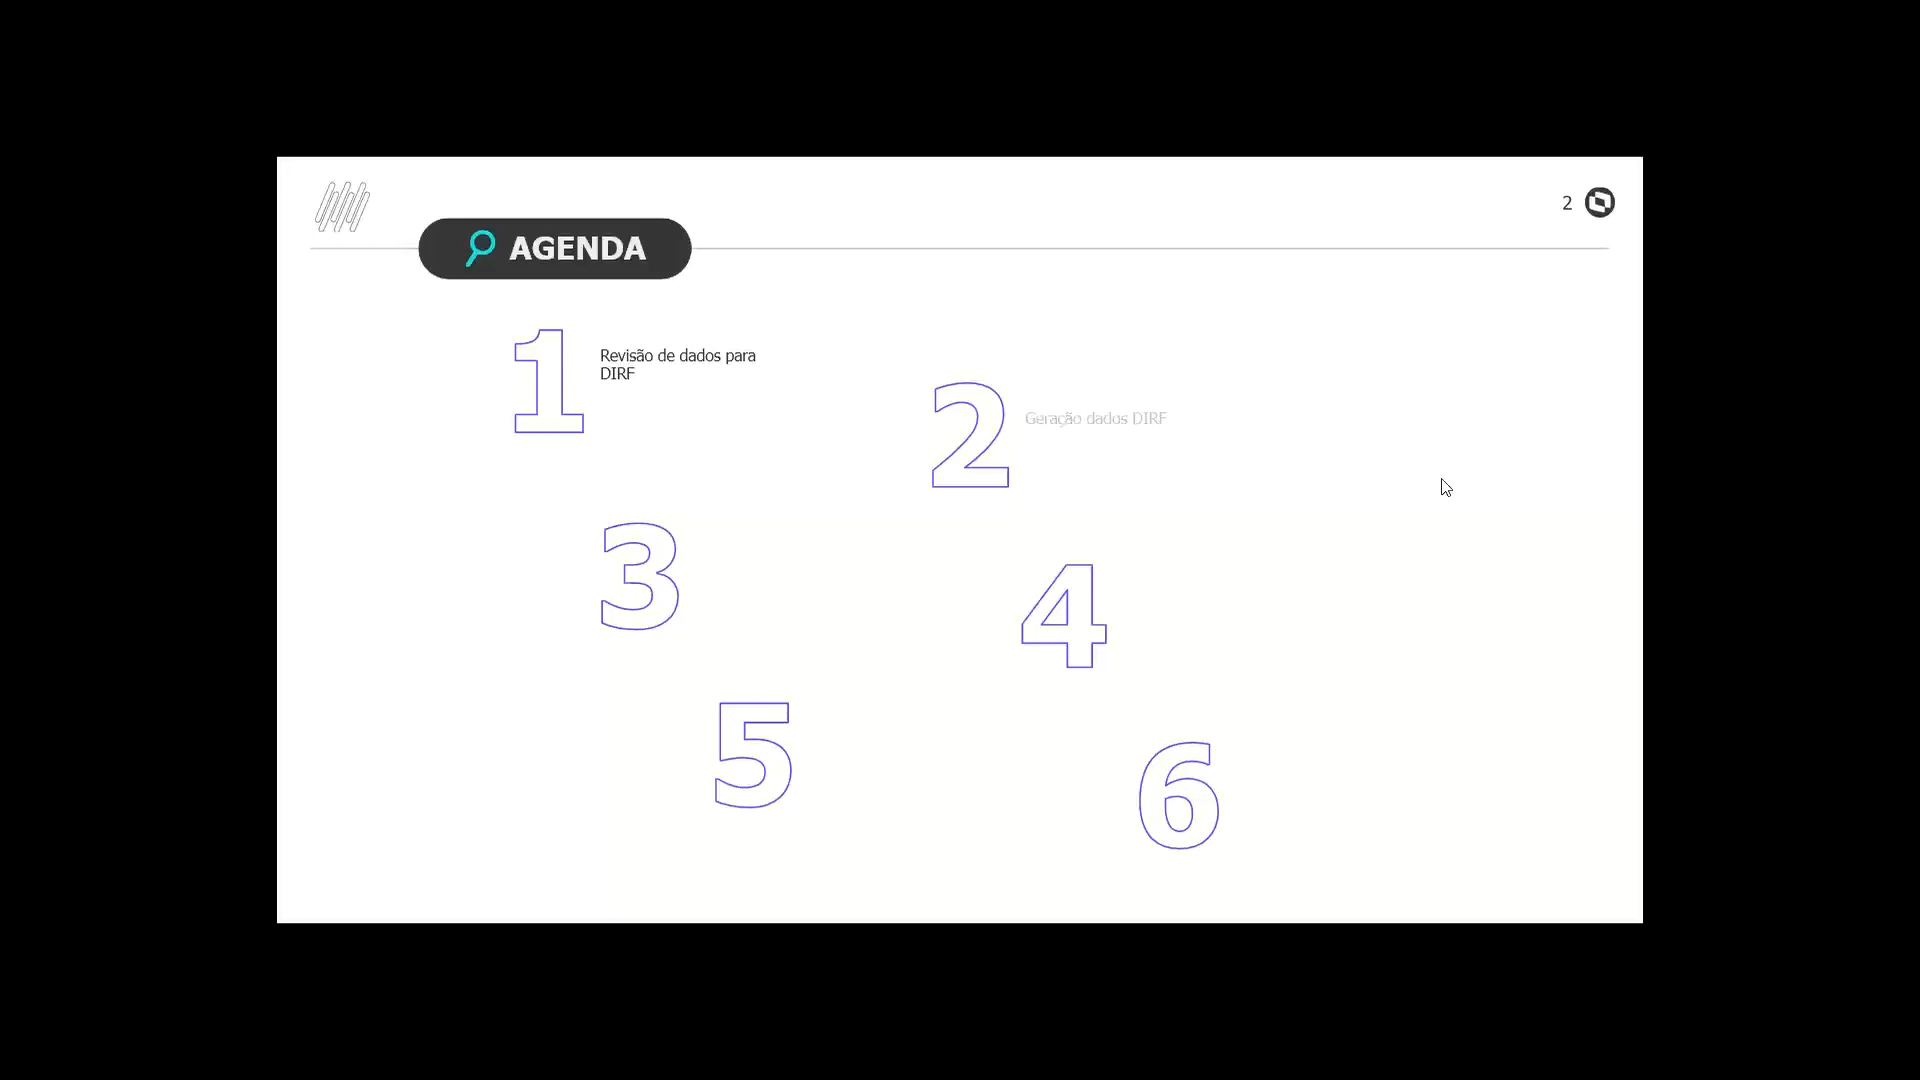 2
AGENDA
1
Revisão de dados para
DIRF
2
Geração dados DIRF
3
4
5
6